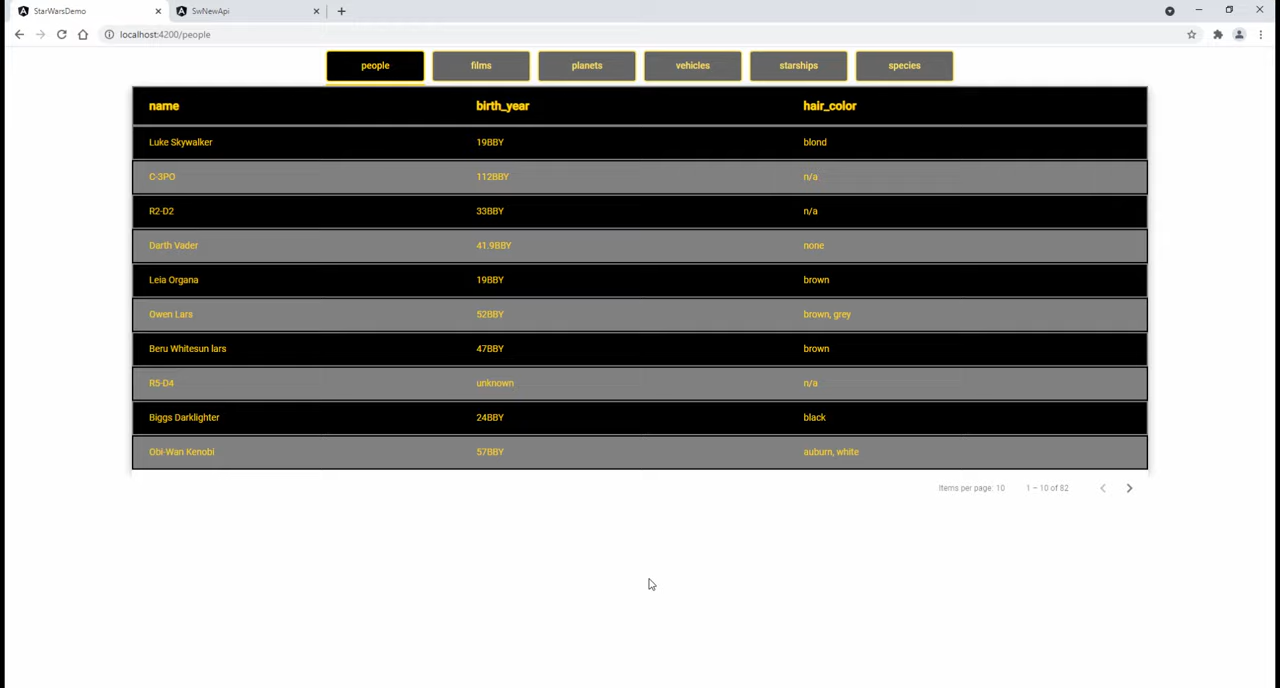 StarWarsDemo SwNewApi
localhost:4200/people
people films planets vehicles starships species
name birth_year hair_color
Luke Skywalker 19BBY blond
C-3PO 112BBY n/a
R2-D2 33BBY n/a
Darth Vader 41.9BBY none
Leia Organa 19BBY brown
Owen Lars 52BBY brown, grey
Beru Whitesun lars 47BBY brown
R5-D4 unknown n/a
Biggs Darklighter 24BBY black
Obi-Wan Kenobi 57BBY auburn, white
Items per page: 10 1 – 10 of 82